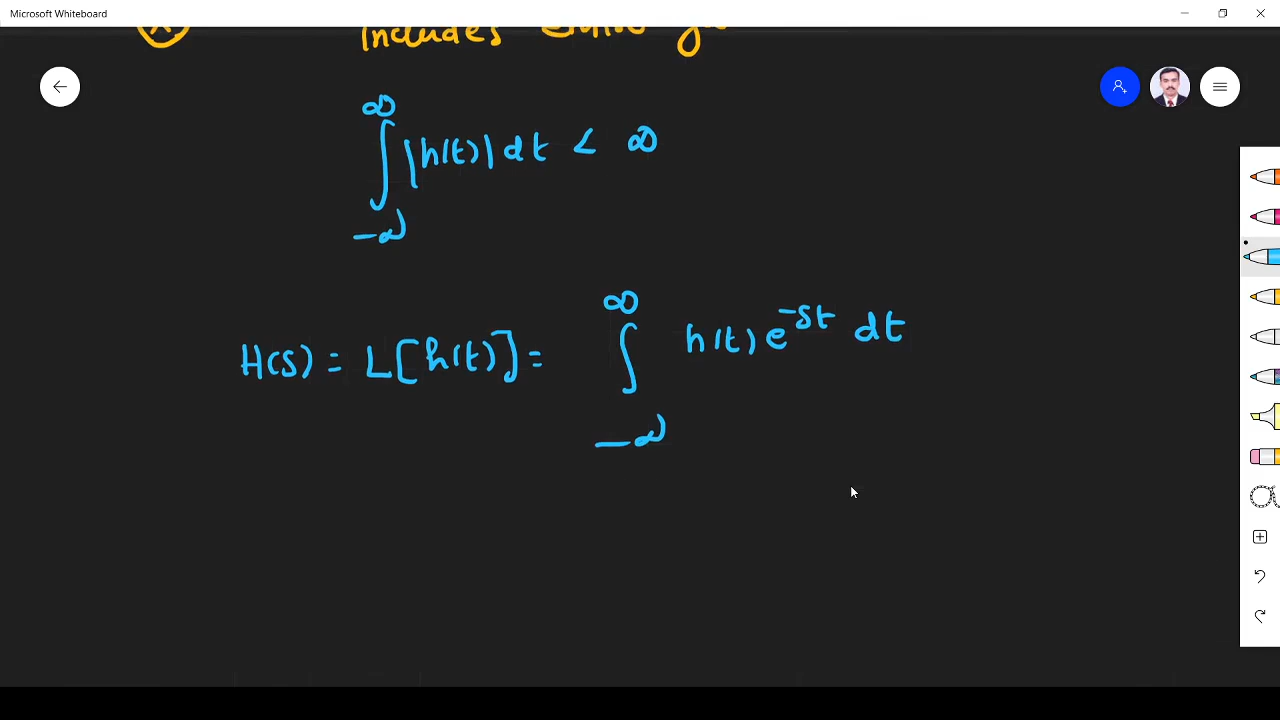 Microsoft Whiteboard
includes
∞
∫ |h(t)| dt < ∞
-∞
∞
H(s) = L[h(t)] = ∫ h(t) e^-st dt
-∞